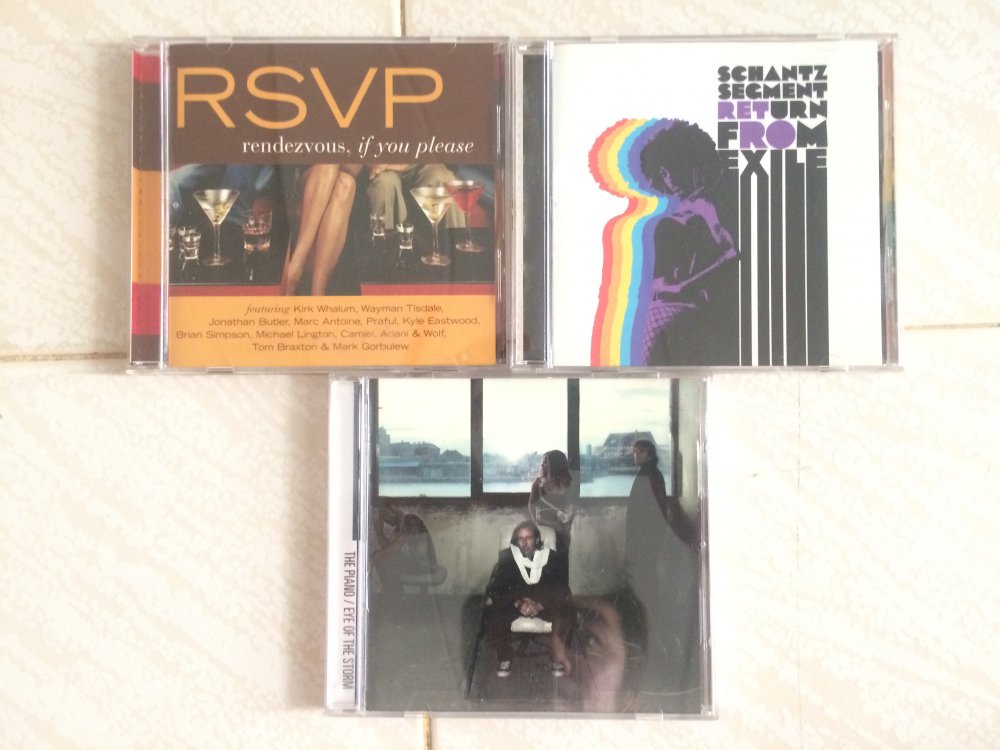 RSVP
rendezvous, if you please
featuring Kirk Whalum, Wayman Tisdale,
Jonathan Butler, Marc Antoine, Praful, Kyle Eastwood,
Brian Simpson, Michael Lington, Camiel, Adani & Wolf,
Tom Braxton & Mark Gorbulew
SCHANTZ
SEGMENT
RETURN
FROM
EXILE
THE PIANO / EYE OF THE STORM